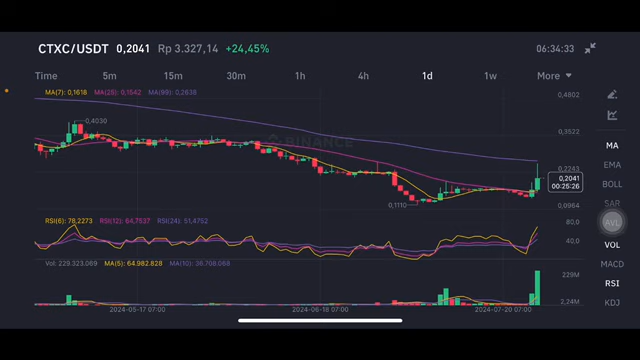 CTXC/USDT 0,2041 Rp 3.327,14 +24,45% 06:34:33
Time 5m 15m 30m 1h 4h 1d 1w More
MA(7): 0,1618 MA(25): 0,1542 MA(99): 0,2638
0,4802
0,4030
0,3522
BINANCE
0,2283
0,2041
00:25:26
0,1110
0,0964
RSI(6): 78,2273 RSI(12): 64,7537 RSI(24): 51,4752
80,0
40,0
Vol: 229.323.089 MA(5): 64.982.828 MA(10): 36.708.068
229M
2,24M
2024-05-17 07:00 2024-06-18 07:00 2024-07-20 07:00
MA
EMA
BOLL
SAR
AVL
VOL
MACD
RSI
KDJ